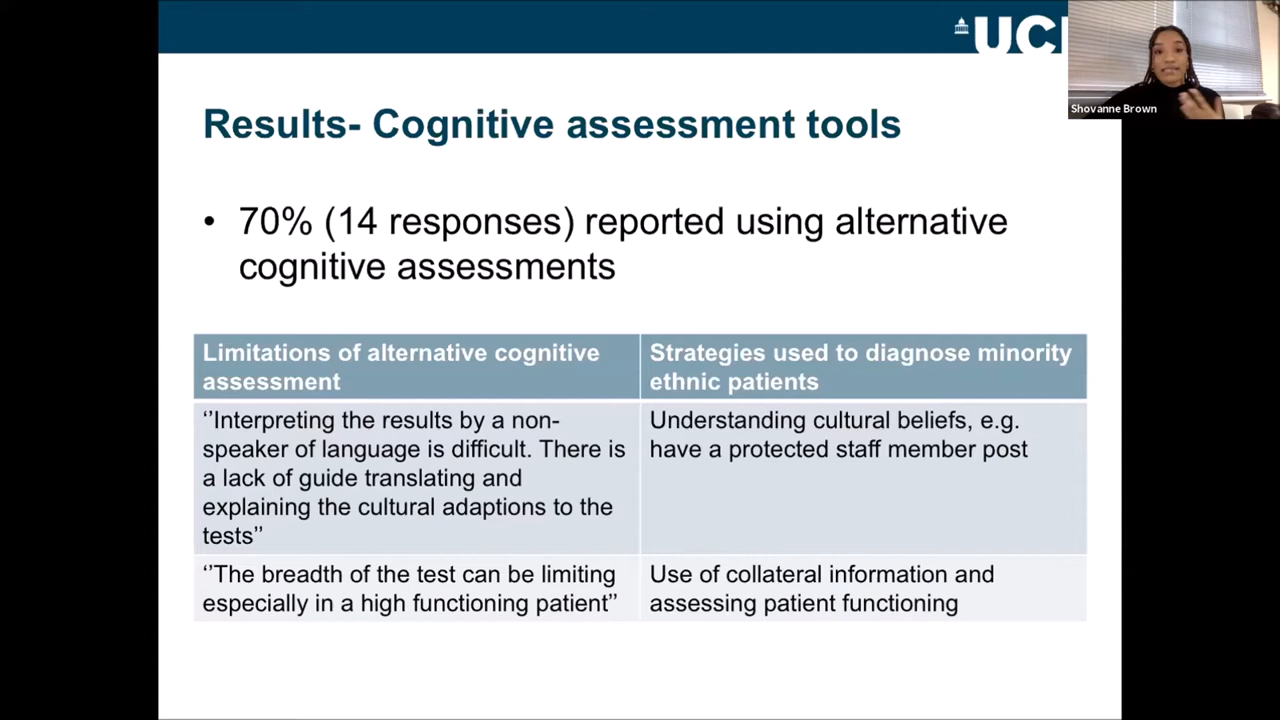 UCL
Shovanne Brown
Results- Cognitive assessment tools
• 70% (14 responses) reported using alternative
cognitive assessments
Limitations of alternative cognitive
assessment
Strategies used to diagnose minority
ethnic patients
‘’Interpreting the results by a non-
speaker of language is difficult. There is
a lack of guide translating and
explaining the cultural adaptions to the
tests’’
Understanding cultural beliefs, e.g.
have a protected staff member post
‘’The breadth of the test can be limiting
especially in a high functioning patient’’
Use of collateral information and
assessing patient functioning